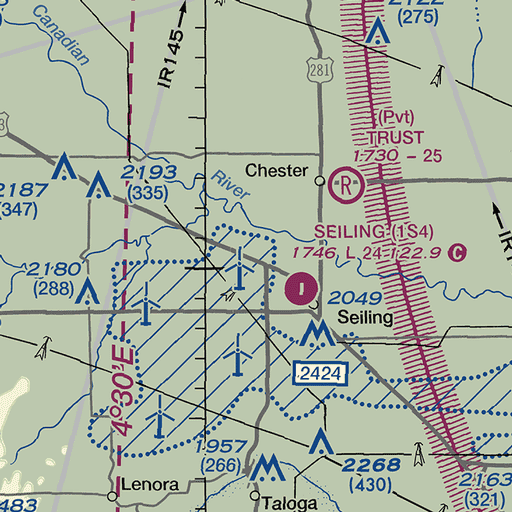 2122
(275)
Canadian
IR145
281
(Pvt)
TRUST
1730 - 25
R
Chester
2193
(335)
River
2187
(347)
SEILING (1S4)
1746 L 24 122.9 C
2180
(288)
2049
Seiling
2424
4°30'E
1957
(266)
2268
(430)
Lenora
Taloga
2163
(321)
483